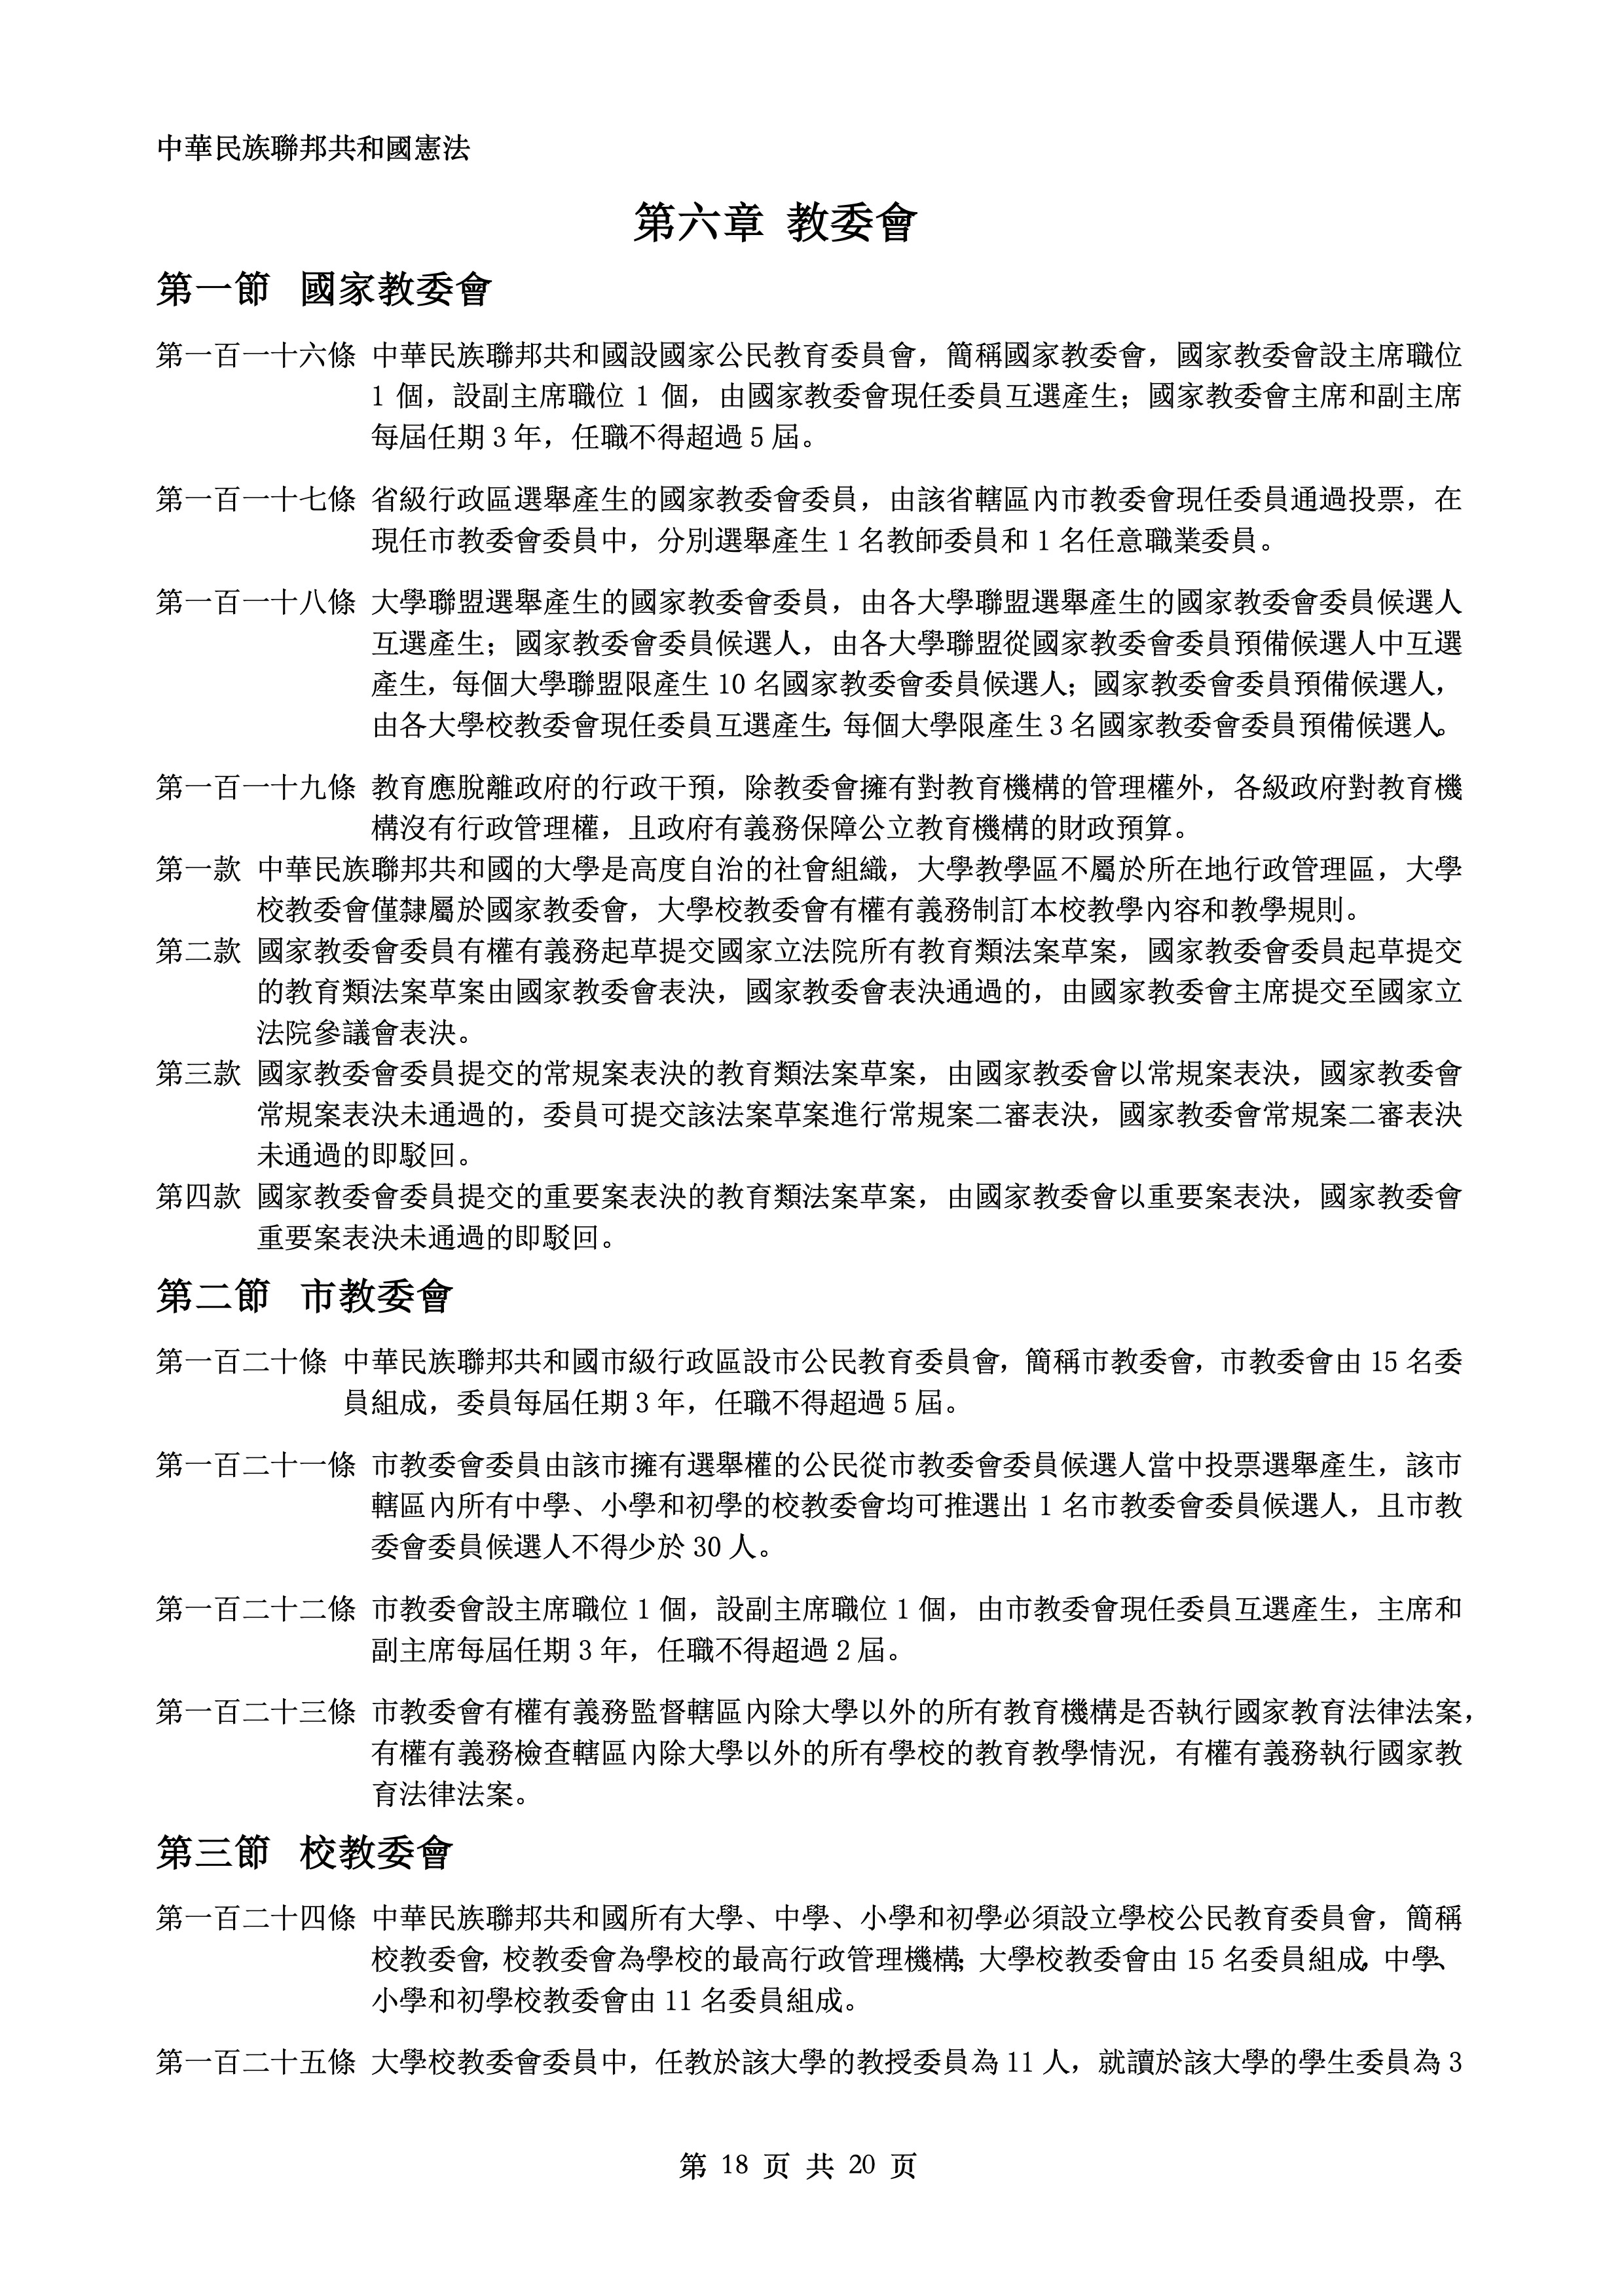 中華民族聯邦共和國憲法
第六章 教委會
第一節 國家教委會
第一百一十六條 中華民族聯邦共和國設國家公民教育委員會，簡稱國家教委會，國家教委會設主席職位
1 個，設副主席職位 1 個，由國家教委會現任委員互選產生；國家教委會主席和副主席
每屆任期 3 年，任職不得超過 5 屆。
第一百一十七條 省級行政區選舉產生的國家教委會委員，由該省轄區內市教委會現任委員通過投票，在
現任市教委會委員中，分別選舉產生 1 名教師委員和 1 名任意職業委員。
第一百一十八條 大學聯盟選舉產生的國家教委會委員，由各大學聯盟選舉產生的國家教委會委員候選人
互選產生；國家教委會委員候選人，由各大學聯盟從國家教委會委員預備候選人中互選
產生，每個大學聯盟限產生 10 名國家教委會委員候選人；國家教委會委員預備候選人，
由各大學校教委會現任委員互選產生，每個大學限產生 3 名國家教委會委員預備候選人。
第一百一十九條 教育應脫離政府的行政干預，除教委會擁有對教育機構的管理權外，各級政府對教育機
構沒有行政管理權，且政府有義務保障公立教育機構的財政預算。
第一款 中華民族聯邦共和國的大學是高度自治的社會組織，大學教學區不屬於所在地行政管理區，大學
校教委會僅隸屬於國家教委會，大學校教委會有權有義務制訂本校教學內容和教學規則。
第二款 國家教委會委員有權有義務起草提交國家立法院所有教育類法案草案，國家教委會委員起草提交
的教育類法案草案由國家教委會表決，國家教委會表決通過的，由國家教委會主席提交至國家立
法院參議會表決。
第三款 國家教委會委員提交的常規案表決的教育類法案草案，由國家教委會以常規案表決，國家教委會
常規案表決未通過的，委員可提交該法案草案進行常規案二審表決，國家教委會常規案二審表決
未通過的即駁回。
第四款 國家教委會委員提交的重要案表決的教育類法案草案，由國家教委會以重要案表決，國家教委會
重要案表決未通過的即駁回。
第二節 市教委會
第一百二十條 中華民族聯邦共和國市級行政區設市公民教育委員會，簡稱市教委會，市教委會由 15 名委
員組成，委員每屆任期 3 年，任職不得超過 5 屆。
第一百二十一條 市教委會委員由該市擁有選舉權的公民從市教委會委員候選人當中投票選舉產生，該市
轄區內所有中學、小學和初學的校教委會均可推選出 1 名市教委會委員候選人，且市教
委會委員候選人不得少於 30 人。
第一百二十二條 市教委會設主席職位 1 個，設副主席職位 1 個，由市教委會現任委員互選產生，主席和
副主席每屆任期 3 年，任職不得超過 2 屆。
第一百二十三條 市教委會有權有義務監督轄區內除大學以外的所有教育機構是否執行國家教育法律法案，
有權有義務檢查轄區內除大學以外的所有學校的教育教學情況，有權有義務執行國家教
育法律法案。
第三節 校教委會
第一百二十四條 中華民族聯邦共和國所有大學、中學、小學和初學必須設立學校公民教育委員會，簡稱
校教委會，校教委會為學校的最高行政管理機構；大學校教委會由 15 名委員組成，中學、
小學和初學校教委會由 11 名委員組成。
第一百二十五條 大學校教委會委員中，任教於該大學的教授委員為 11 人，就讀於該大學的學生委員為 3
第 18 页 共 20 页